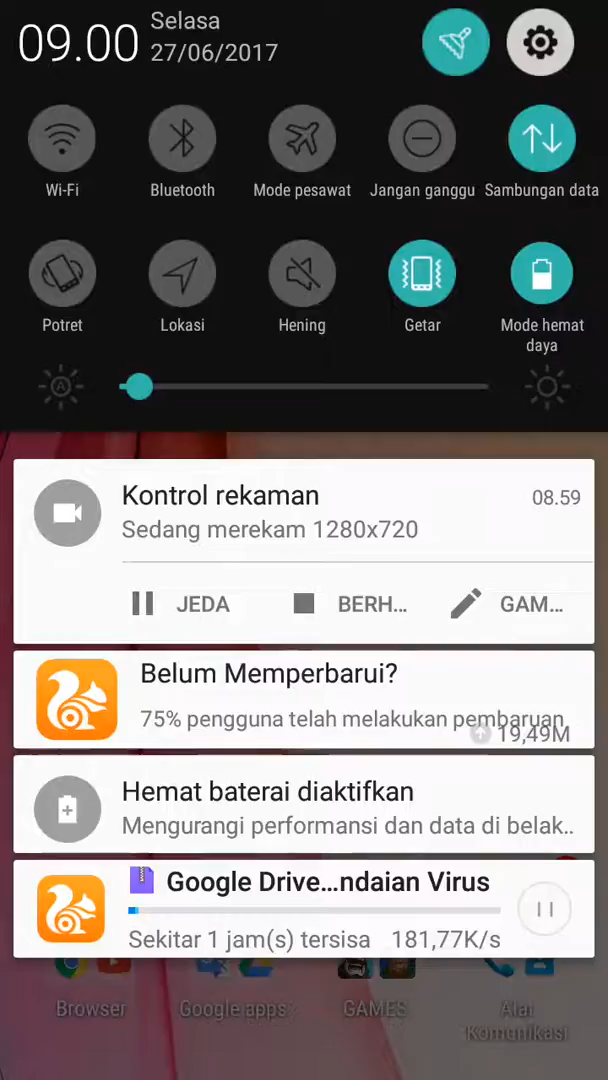 09.00
Selasa
27/06/2017
Wi-Fi
Bluetooth
Mode pesawat
Jangan ganggu
Sambungan data
Potret
Lokasi
Hening
Getar
Mode hemat
daya
A
Kontrol rekaman
08.59
Sedang merekam 1280x720
JEDA
BERH...
GAM...
Belum Memperbarui?
75% pengguna telah melakukan pembaruan
19,49M
Hemat baterai diaktifkan
Mengurangi performansi dan data di belak..
Google Drive...ndaian Virus
Sekitar 1 jam(s) tersisa 181,77K/s
Browser
Google apps
GAMES
Alat
Komunikasi